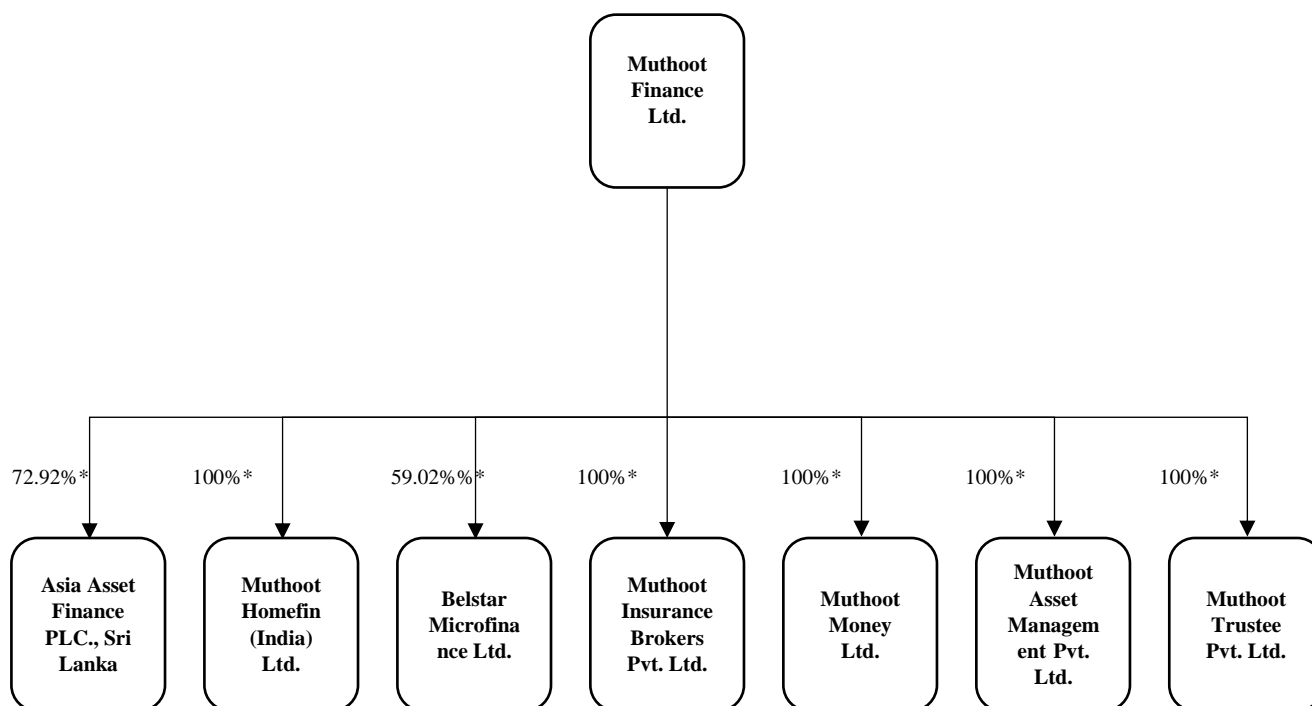 Muthoot
Finance
Ltd.
72.92%*
100%*
59.02%%*
100%*
100%*
100%*
100%*
Asia Asset
Finance
PLC., Sri
Lanka
Muthoot
Homefin
(India)
Ltd.
Belstar
Microfina
nce Ltd.
Muthoot
Insurance
Brokers
Pvt. Ltd.
Muthoot
Money
Ltd.
Muthoot
Asset
Managem
ent Pvt.
Ltd.
Muthoot
Trustee
Pvt. Ltd.